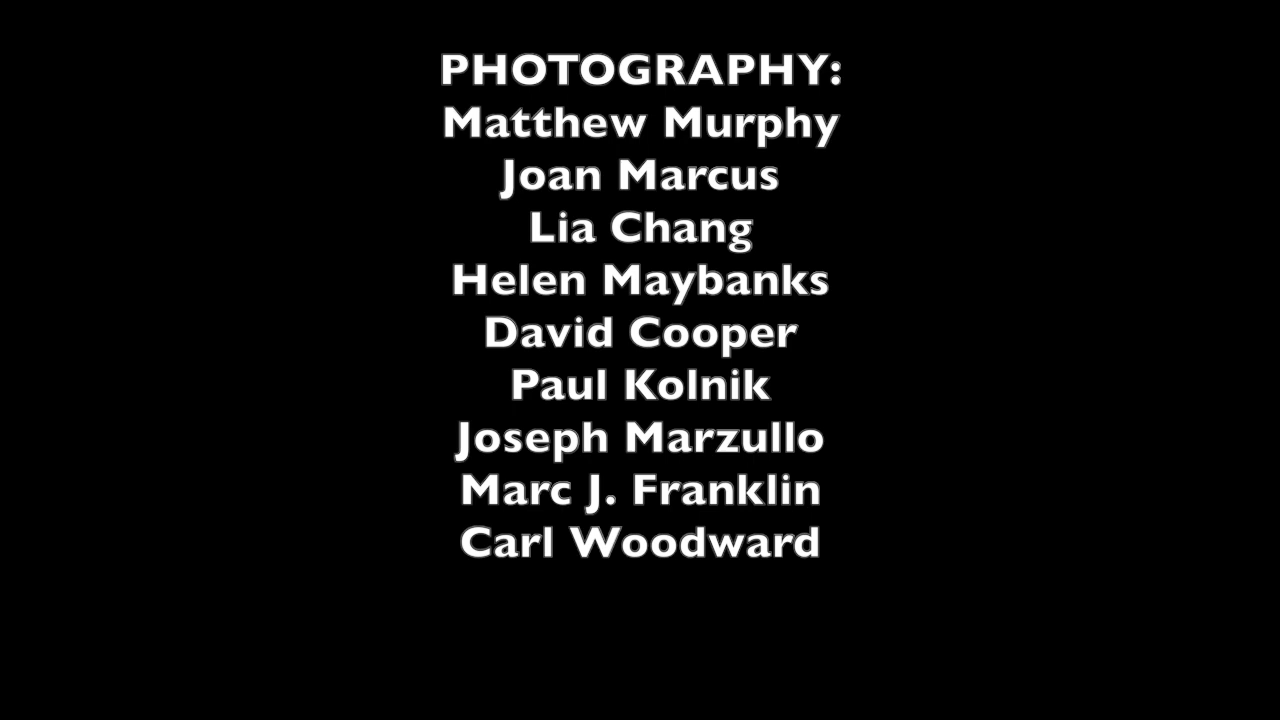 PHOTOGRAPHY:
Matthew Murphy
Joan Marcus
Lia Chang
Helen Maybanks
David Cooper
Paul Kolnik
Joseph Marzullo
Marc J. Franklin
Carl Woodward